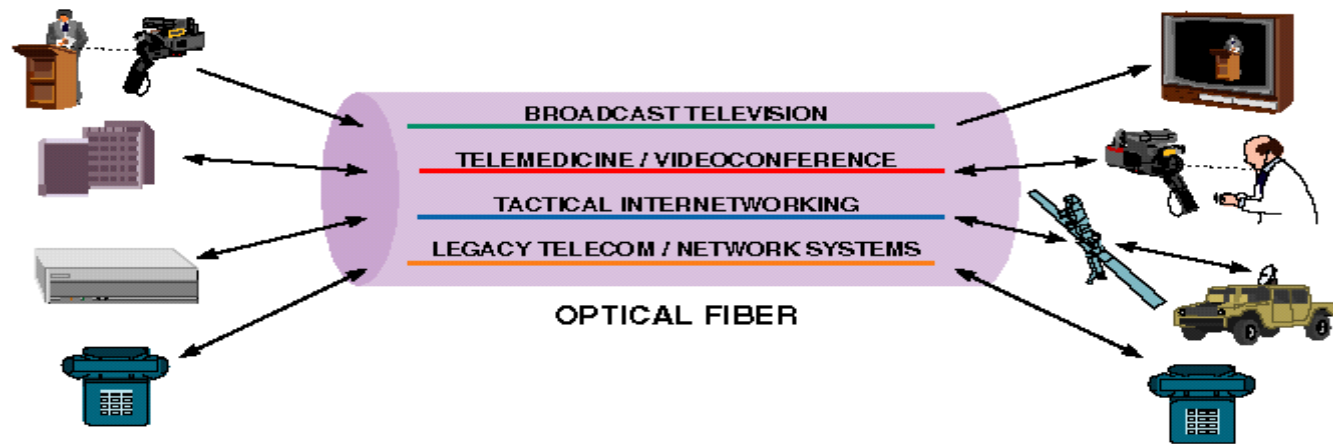 BROADCAST TELEVISION
TELEMEDICINE / VIDEOCONFERENCE
TACTICAL INTERNETWORKING
LEGACY TELECOM / NETWORK SYSTEMS
OPTICAL FIBER